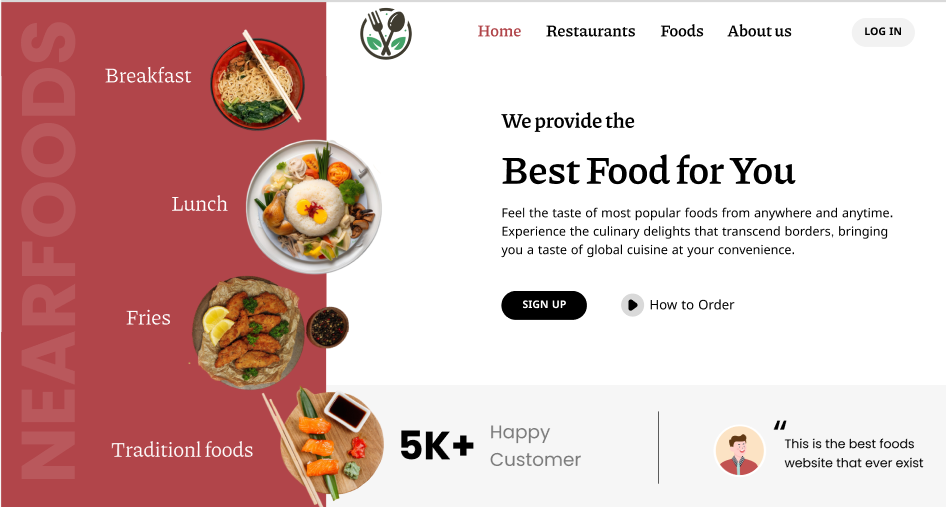 NEARFOODS
Breakfast
Lunch
Fries
Traditionl foods
Home Restaurants Foods About us LOG IN
We provide the
Best Food for You
Feel the taste of most popular foods from anywhere and anytime.
Experience the culinary delights that transcend borders, bringing
you a taste of global cuisine at your convenience.
SIGN UP How to Order
5K+
Happy
Customer
“
This is the best foods
website that ever exist